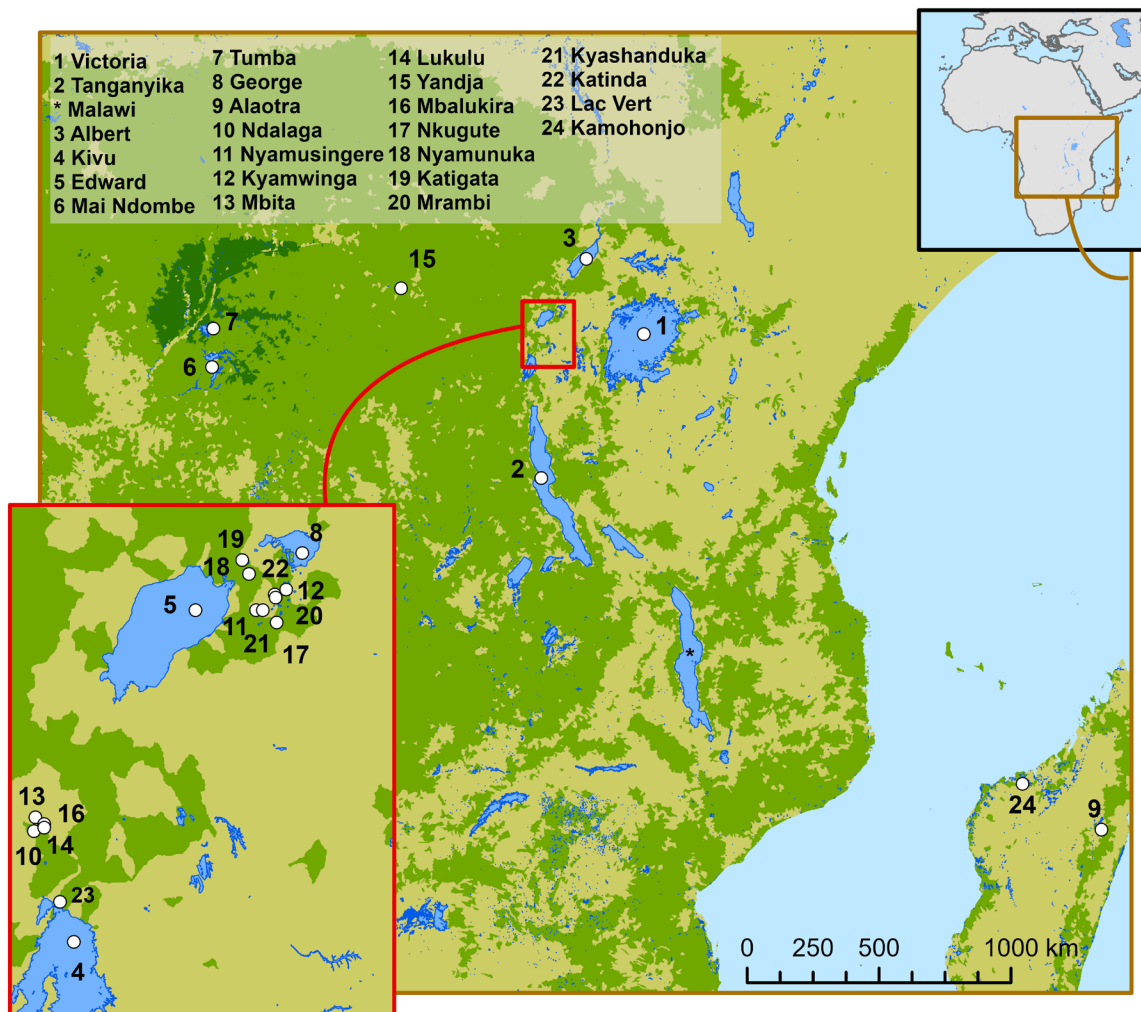 1 Victoria
2 Tanganyika
* Malawi
3 Albert
4 Kivu
5 Edward
6 Mai Ndombe
7 Tumba
8 George
9 Alaotra
10 Ndalaga
11 Nyamusingere
12 Kyamwinga
13 Mbita
14 Lukulu
15 Yandja
16 Mbalukira
17 Nkugute
18 Nyamunuka
19 Katigata
20 Mrambi
21 Kyashanduka
22 Katinda
23 Lac Vert
24 Kamohonjo
3
15
7
1
6
2
*
24
9
19
8
18
22
12
5
11
20
21
17
13
16
10
14
23
4
0 250 500 1000 km